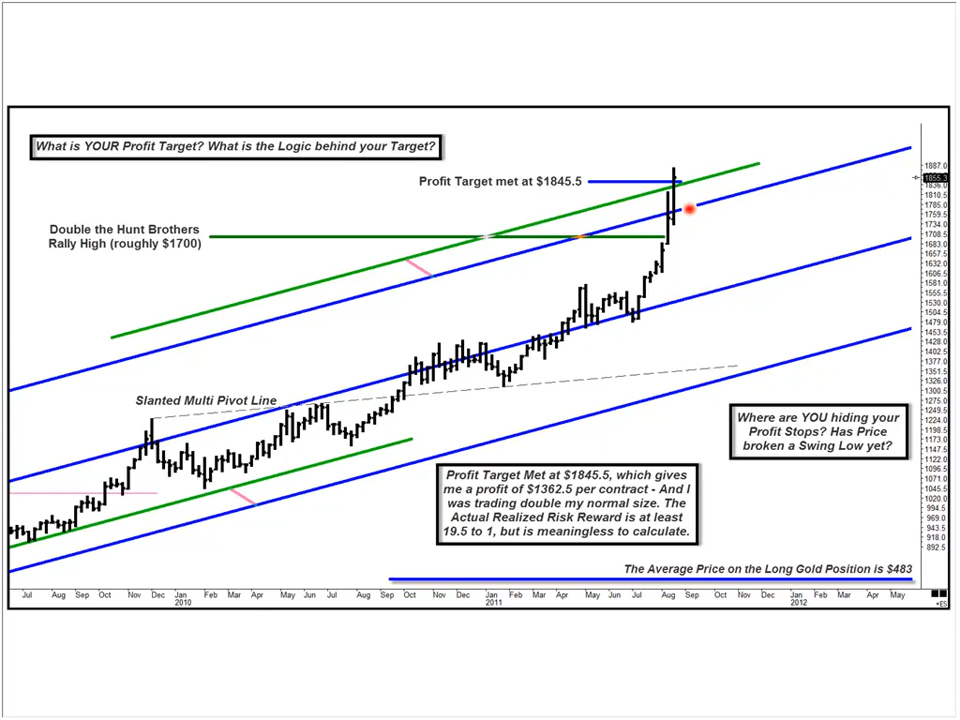 What is YOUR Profit Target? What is the Logic behind your Target?
Profit Target met at $1845.5
Double the Hunt Brothers
Rally High (roughly $1700)
Slanted Multi Pivot Line
Where are YOU hiding your
Profit Stops? Has Price
broken a Swing Low yet?
Profit Target Met at $1845.5, which gives
me a profit of $1362.5 per contract - And I
was trading double my normal size. The
Actual Realized Risk Reward is at least
19.5 to 1, but is meaningless to calculate.
The Average Price on the Long Gold Position is $483
1887.0
1855.3
1836.0
1810.5
1785.0
1759.5
1734.0
1708.5
1683.0
1657.5
1632.0
1606.5
1581.0
1555.5
1530.0
1504.5
1479.0
1453.5
1428.0
1402.5
1377.0
1351.5
1326.0
1300.5
1275.0
1249.5
1224.0
1198.5
1173.0
1147.5
1122.0
1096.5
1071.0
1045.5
1020.0
994.5
969.0
943.5
918.0
892.5
Jul Aug Sep Oct Nov Dec Jan Feb Mar Apr May Jun Jul Aug Sep Oct Nov Dec Jan Feb Mar Apr May Jun Jul Aug Sep Oct Nov Dec Jan Feb Mar Apr May
2010 2011 2012
+ES